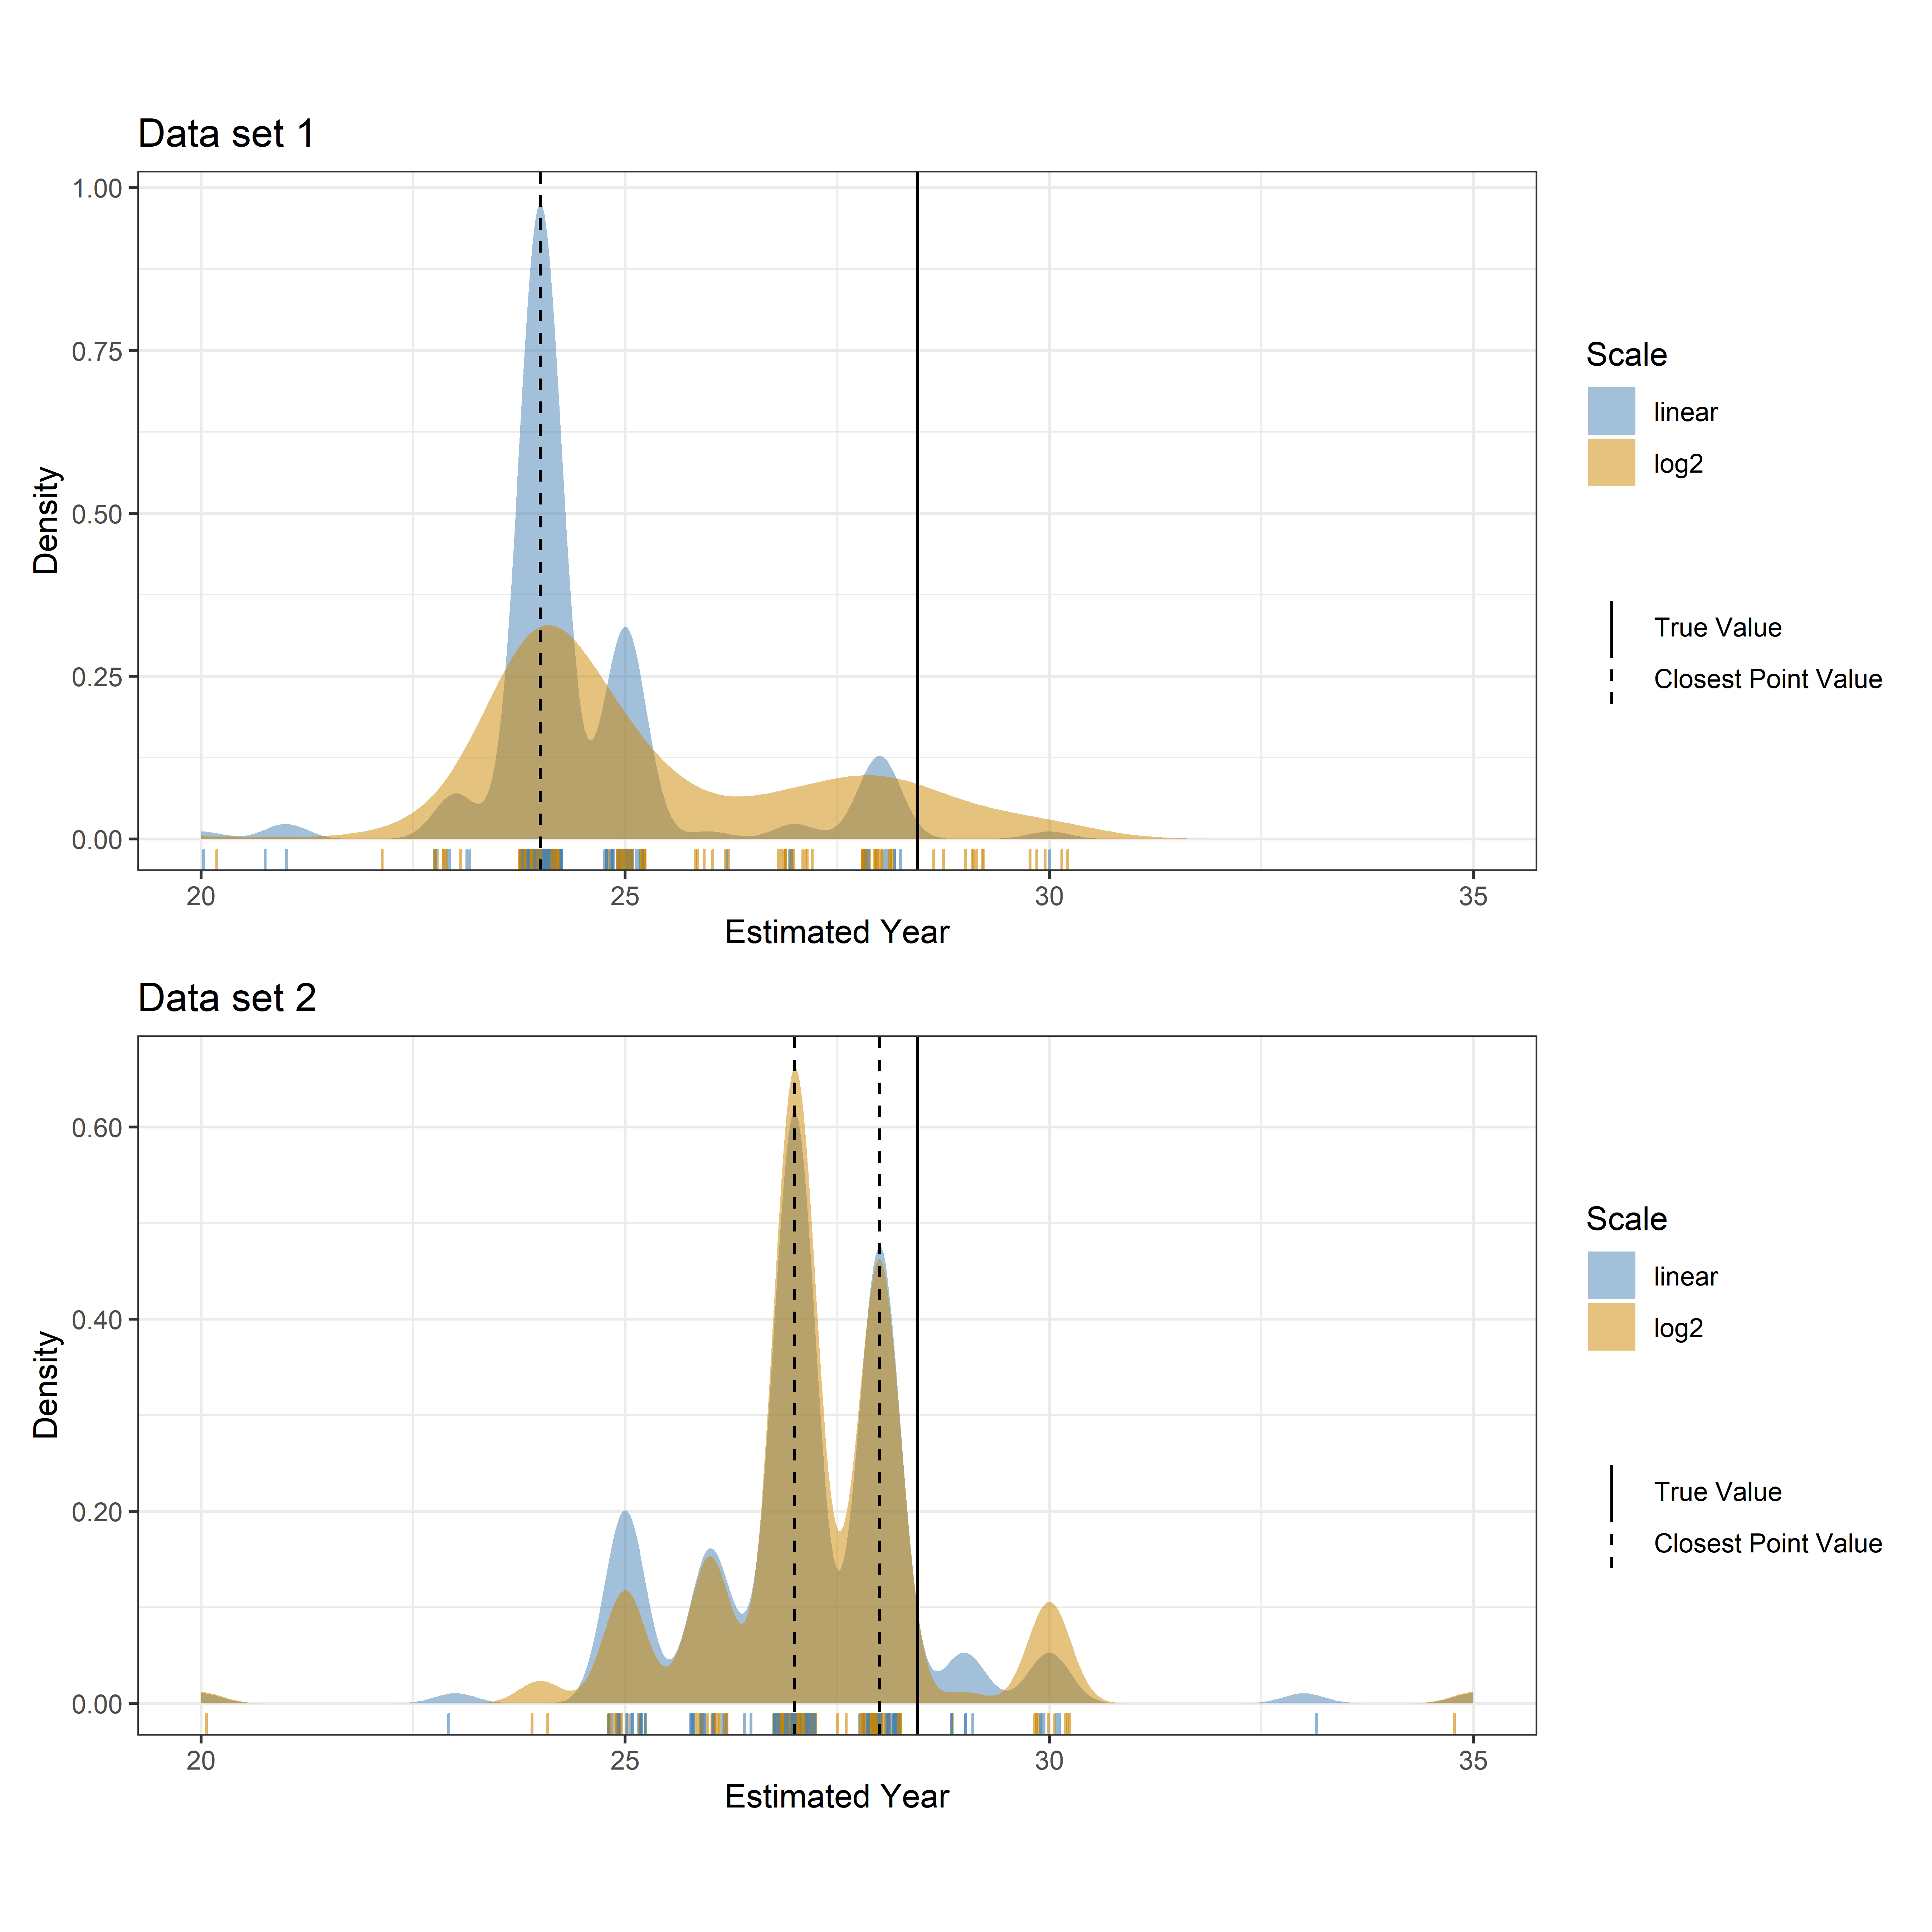 Data set 1
1.00
0.75
0.50
0.25
0.00
Density
20 25 30 35
Estimated Year
Scale
linear
log2
True Value
Closest Point Value
Data set 2
0.60
0.40
0.20
0.00
Density
20 25 30 35
Estimated Year
Scale
linear
log2
True Value
Closest Point Value